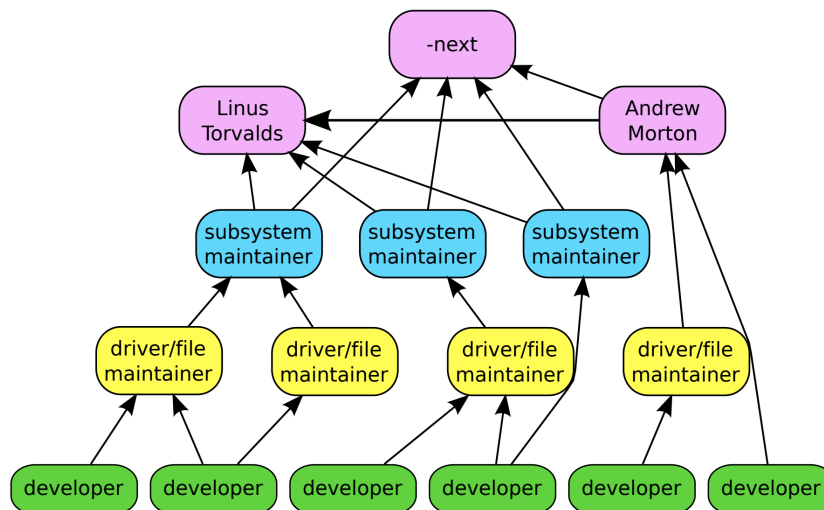 -next
Linus
Torvalds
Andrew
Morton
subsystem
maintainer
subsystem
maintainer
subsystem
maintainer
driver/file
maintainer
driver/file
maintainer
driver/file
maintainer
driver/file
maintainer
developer
developer
developer
developer
developer
developer